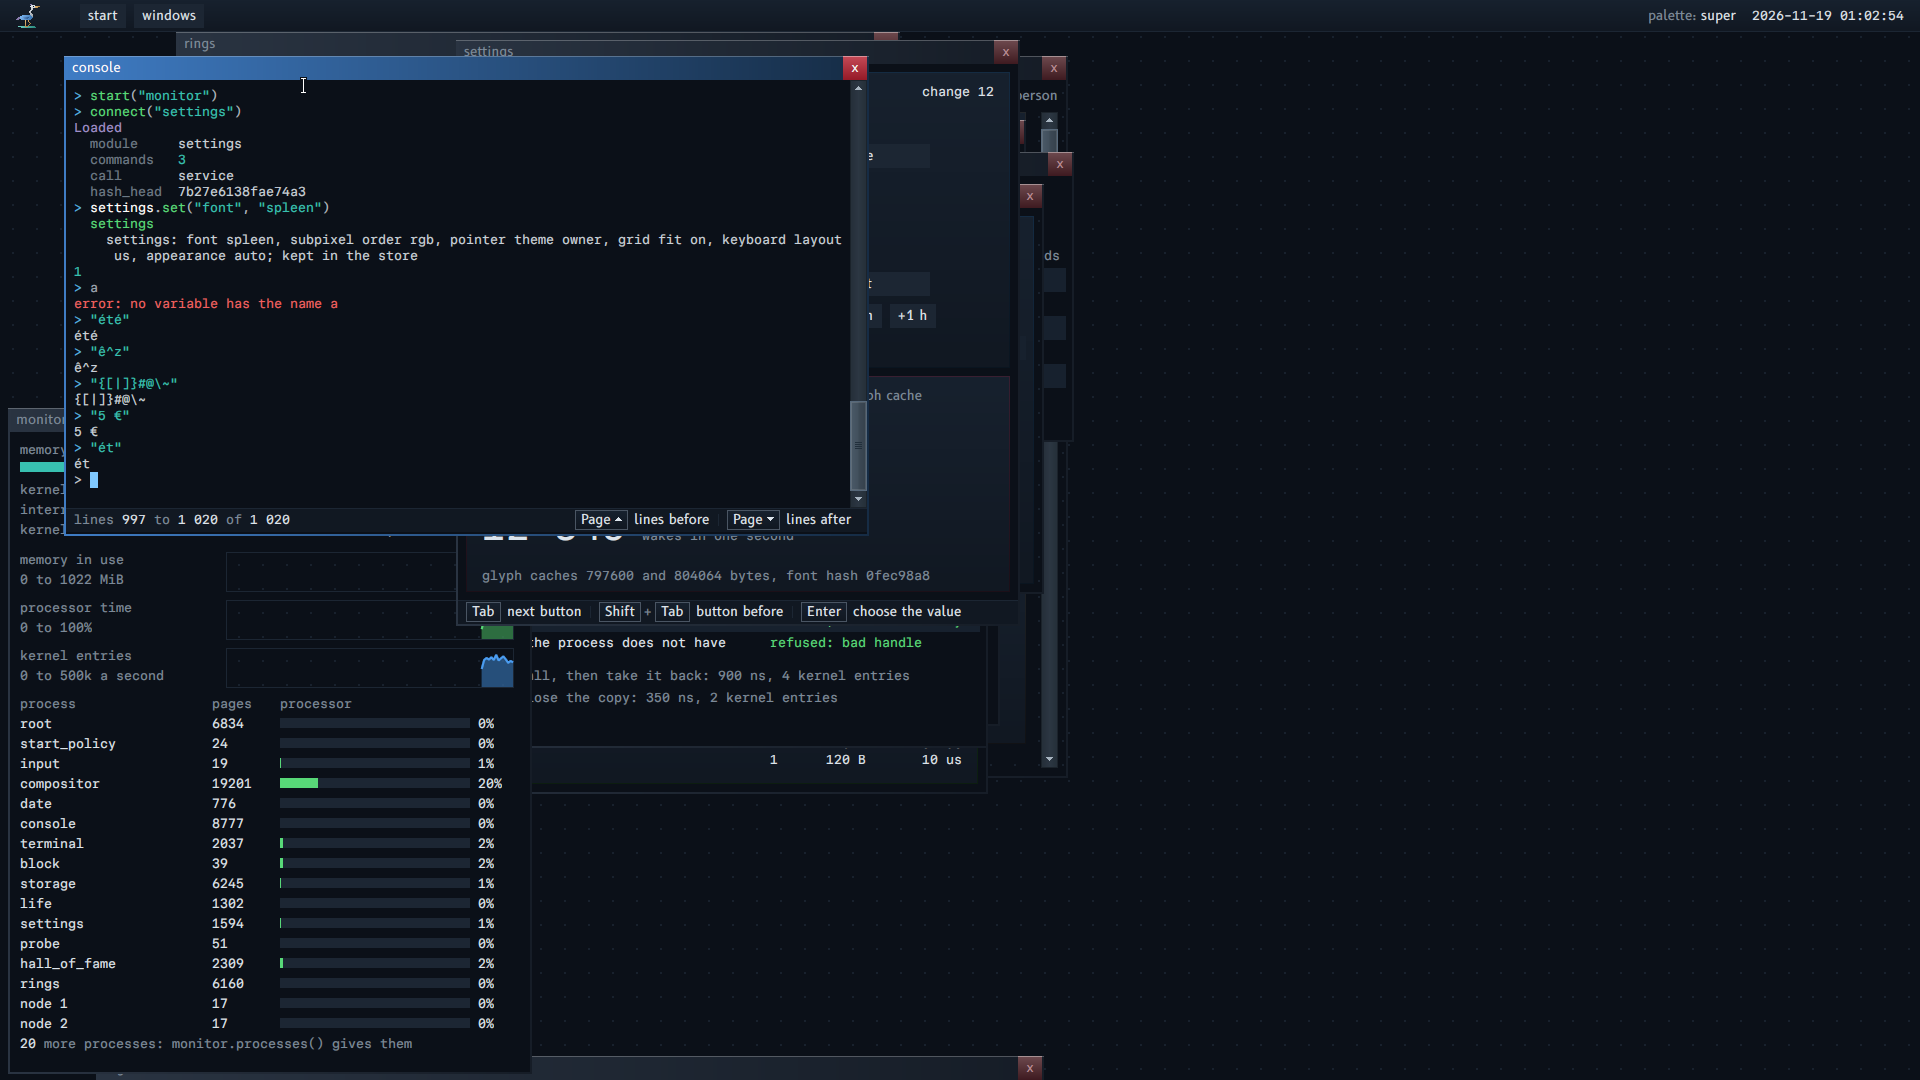 start windows palette: super 2026-11-19 01:02:54
rings
settings x
console x
> start("monitor")
> connect("settings")
Loaded
module settings
commands 3
call service
hash_head 7b27e6138fae74a3
> settings.set("font", "spleen")
settings
settings: font spleen, subpixel order rgb, pointer theme owner, grid fit on, keyboard layout
us, appearance auto; kept in the store
1
> a
error: no variable has the name a
> "été"
été
> "ê^z"
ê^z
> "{[|]}#@\~"
{[|]}#@\~
> "5 €"
5 €
> "ét"
ét
>
lines 997 to 1 020 of 1 020 Page lines before Page lines after
change 12
x
erson
x
x
ds
+1 h
ph cache
wakes in one second
glyph caches 797600 and 804064 bytes, font hash 0fec98a8
Tab next button Shift + Tab button before Enter choose the value
the process does not have refused: bad handle
all, then take it back: 900 ns, 4 kernel entries
lose the copy: 350 ns, 2 kernel entries
1 120 B 10 us
monitor
memory
kernel
inter
kernel
memory in use
0 to 1022 MiB
processor time
0 to 100%
kernel entries
0 to 500k a second
process pages processor
root 6834 0%
start_policy 24 0%
input 19 1%
compositor 19201 20%
date 776 0%
console 8777 0%
terminal 2037 2%
block 39 2%
storage 6245 1%
life 1302 0%
settings 1594 1%
probe 51 0%
hall_of_fame 2309 2%
rings 6160 0%
node 1 17 0%
node 2 17 0%
20 more processes: monitor.processes() gives them
x